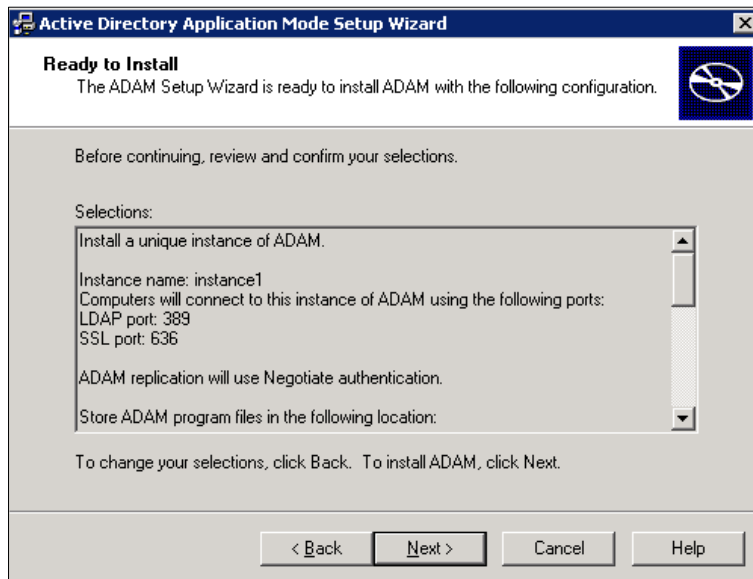 Active Directory Application Mode Setup Wizard
Ready to Install
The ADAM Setup Wizard is ready to install ADAM with the following configuration.
Before continuing, review and confirm your selections.
Selections:
Install a unique instance of ADAM.
Instance name: instance1
Computers will connect to this instance of ADAM using the following ports:
LDAP port: 389
SSL port: 636
ADAM replication will use Negotiate authentication.
Store ADAM program files in the following location:
To change your selections, click Back.  To install ADAM, click Next.
< Back
Next >
Cancel
Help